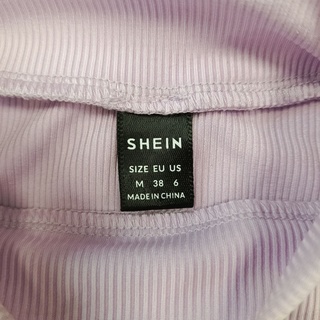 SHEIN
SIZE EU US
M 38 6
MADE IN CHINA